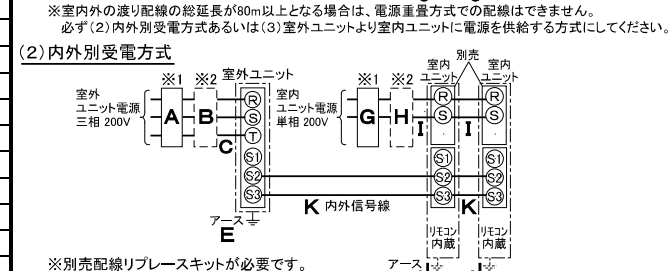 ※室内外の渡り配線の総延長が80m以上となる場合は、電源重畳方式での配線はできません。
必ず(2)内外別受電方式あるいは(3)室外ユニットより室内ユニットに電源を供給する方式にしてください。
(2)内外別受電方式
※1 ※2 室外ユニット
室外
ユニット電源
三相 200V
A B C
R
S
T
S1
S2
S3
アース
E
※1 ※2
室内
ユニット電源
単相 200V
G H I I
室内
ユニット
別売
室内
ユニット
R
S
S1
S2
S3
R
S
S1
S2
S3
K 内外信号線
K
リモコン
内蔵
リモコン
内蔵
アース
※別売配線リプレースキットが必要です。